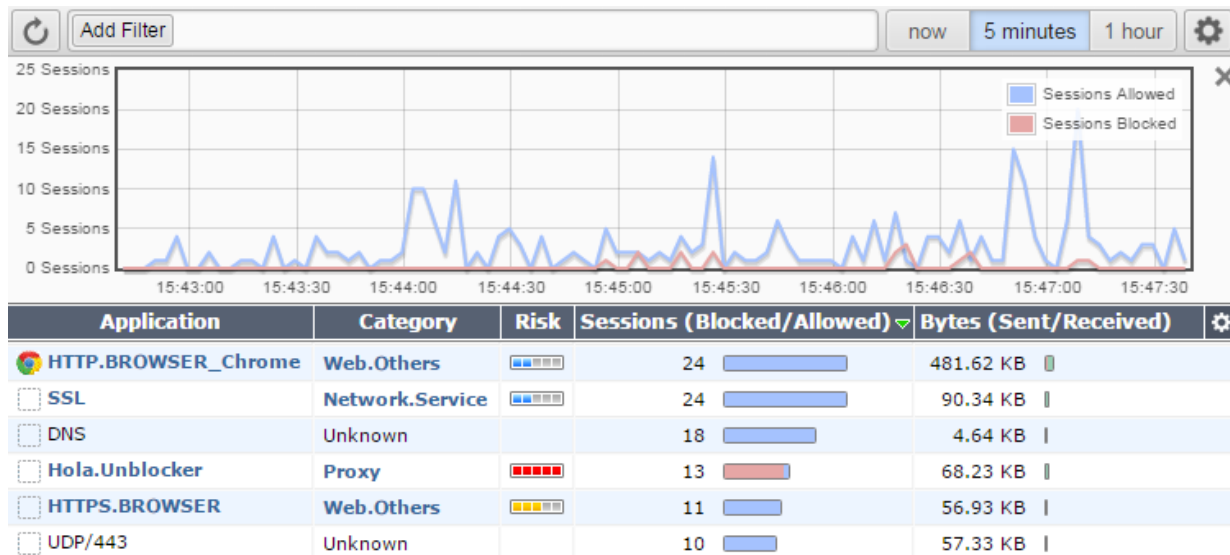 Add Filter now 5 minutes 1 hour
25 Sessions
Sessions Allowed
20 Sessions
Sessions Blocked
15 Sessions
10 Sessions
5 Sessions
0 Sessions
15:43:00 15:43:30 15:44:00 15:44:30 15:45:00 15:45:30 15:46:00 15:46:30 15:47:00 15:47:30
Application Category Risk Sessions (Blocked/Allowed) Bytes (Sent/Received)
HTTP.BROWSER_Chrome Web.Others 24 481.62 KB
SSL Network.Service 24 90.34 KB
DNS Unknown 18 4.64 KB
Hola.Unblocker Proxy 13 68.23 KB
HTTPS.BROWSER Web.Others 11 56.93 KB
UDP/443 Unknown 10 57.33 KB